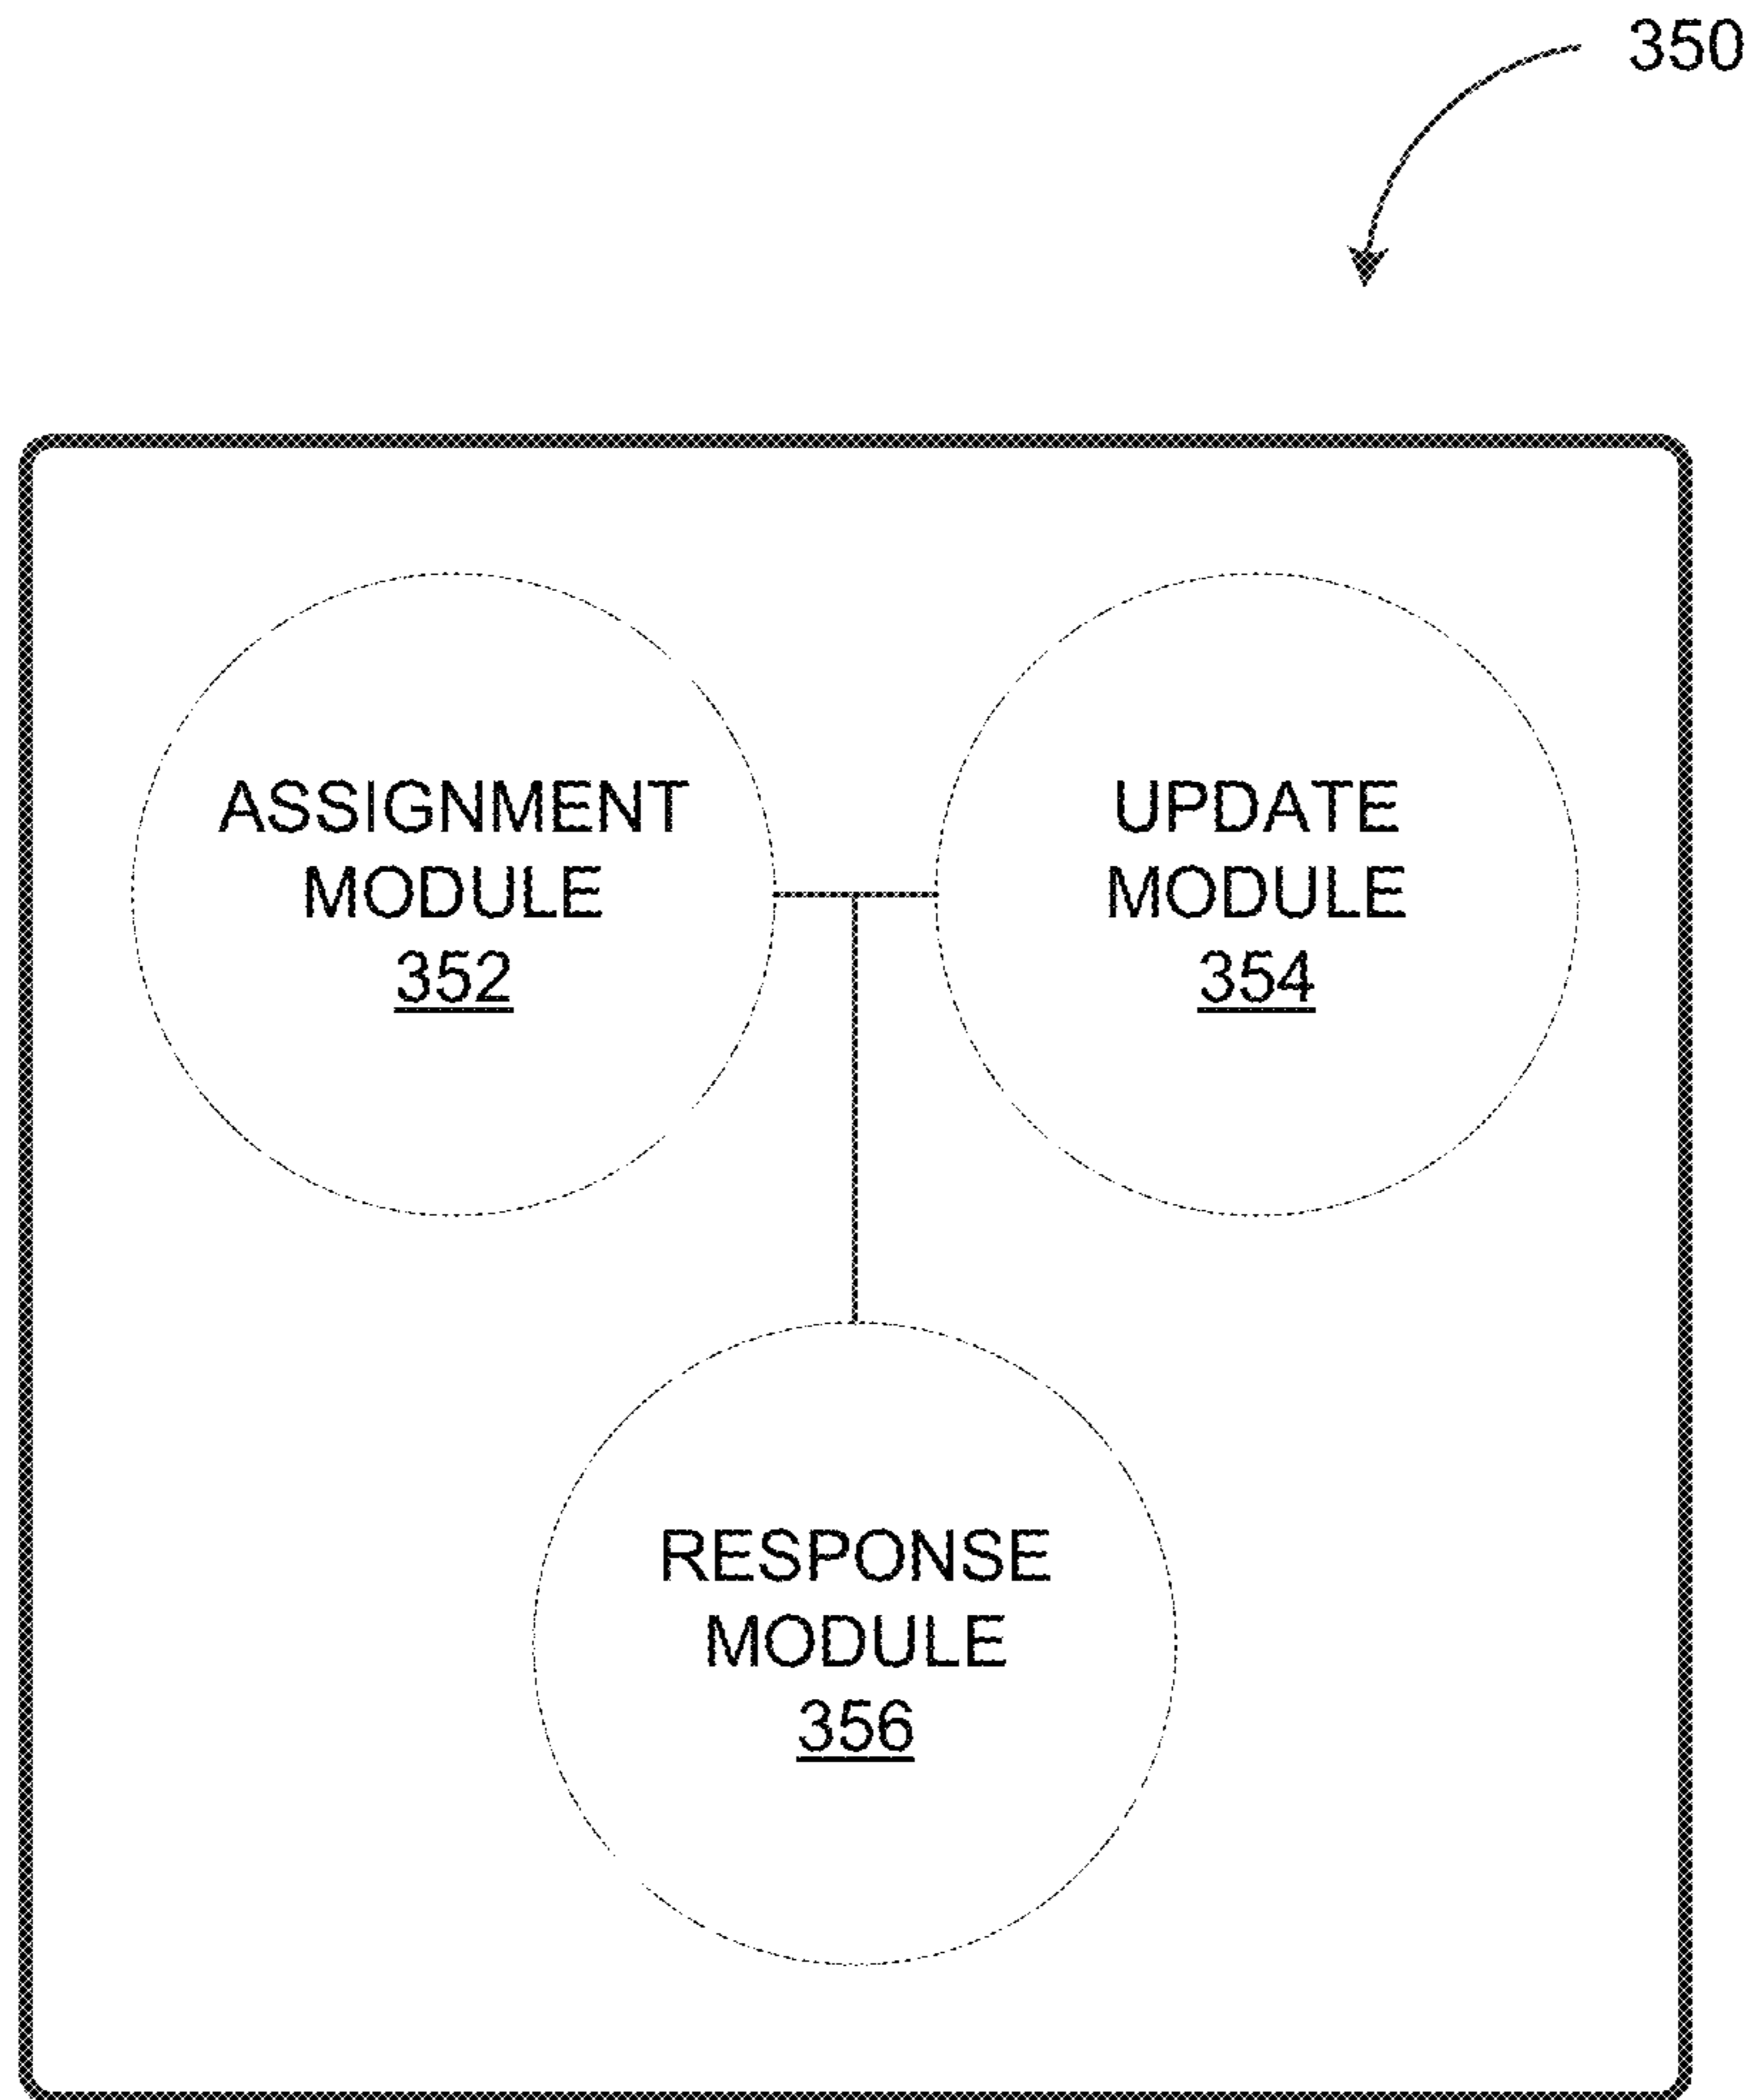 350
ASSIGNMENT
MODULE
352
UPDATE
MODULE
354
RESPONSE
MODULE
356